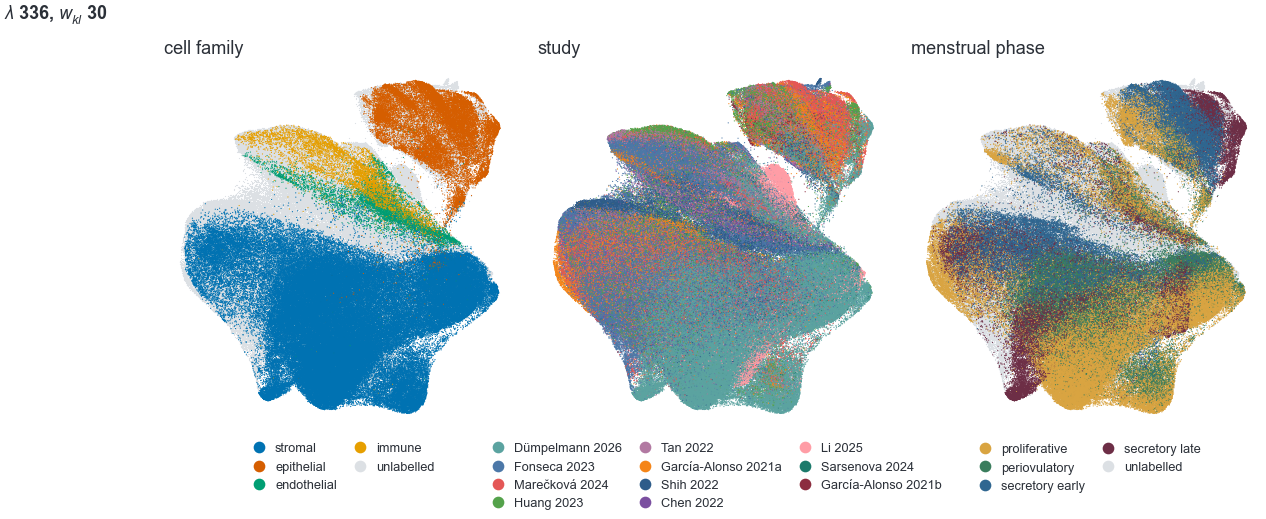 λ 336, w_kl 30
cell family
study
menstrual phase
stromal
epithelial
endothelial
immune
unlabelled
Dümpelmann 2026
Fonseca 2023
Marečková 2024
Huang 2023
Tan 2022
García-Alonso 2021a
Shih 2022
Chen 2022
Li 2025
Sarsenova 2024
García-Alonso 2021b
proliferative
periovulatory
secretory early
secretory late
unlabelled